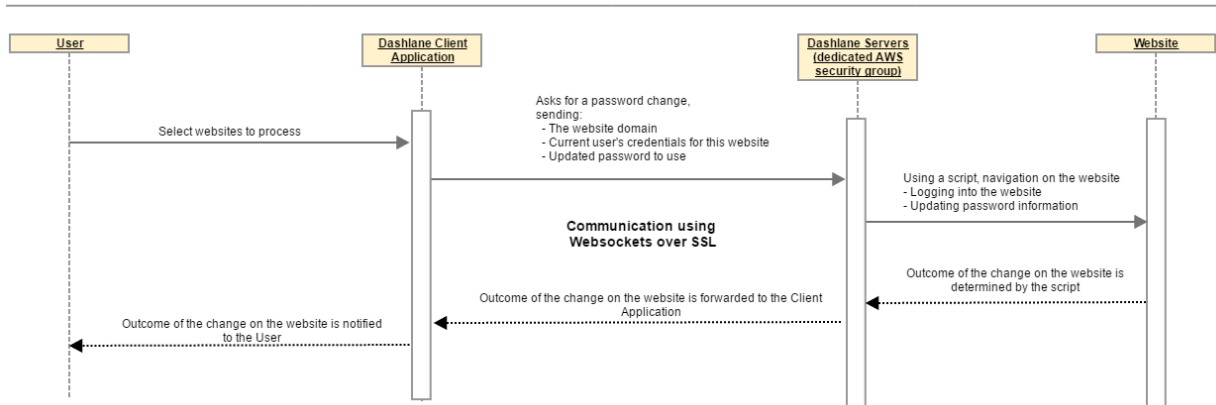 User
Dashlane Client
Application
Dashlane Servers
(dedicated AWS
security group)
Website
Asks for a password change,
sending:
- The website domain
- Current user's credentials for this website
- Updated password to use
Select websites to process
Using a script, navigation on the website
- Logging into the website
- Updating password information
Communication using
Websockets over SSL
Outcome of the change on the website is
determined by the script
Outcome of the change on the website is forwarded to the Client
Application
Outcome of the change on the website is notified
to the User